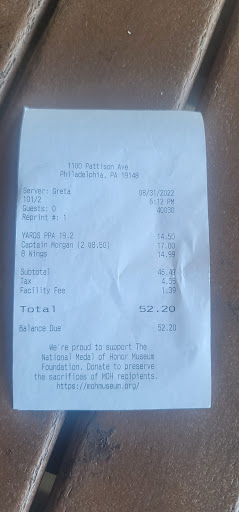 1100 Pattison Ave
Philadelphia, PA 19148
Server: Greta 08/31/2022
101/2 6:12 PM
Guests: 0 40030
Reprint #: 1
YARDS PPA 19.2 14.50
Captain Morgan (2 @8.50) 17.00
8 Wings 14.99
Subtotal 46.49
Tax
Facility Fee 1.39
Total 52.20
Balance Due 52.20
We're proud to support The
National Medal of Honor Museum
Foundation. Donate to preserve
the sacrifices of MOH recipients.
https://mohmuseum.org/